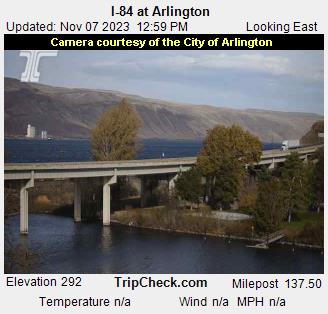 I-84 at Arlington
Updated: Nov 07 2023 12:59 PM Looking East
Camera courtesy of the City of Arlington
Elevation 292 TripCheck.com Milepost 137.50
Temperature n/a Wind n/a MPH n/a